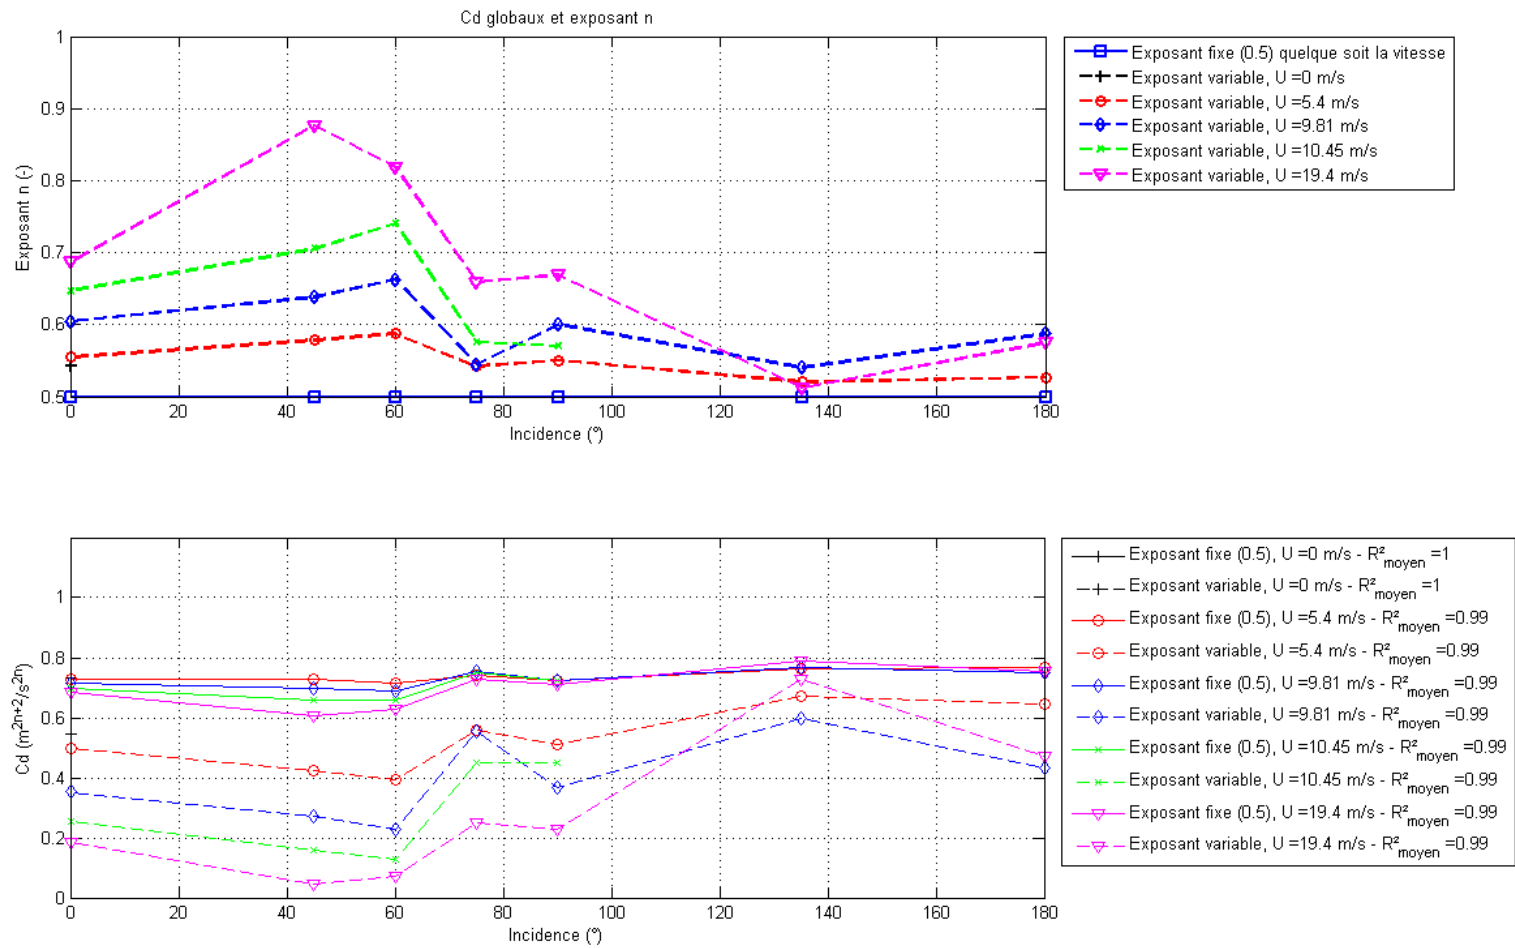 Cd globaux et exposant n
1
0.9
0.8
0.7
0.6
0.5
Exposant n (-)
0 20 40 60 80 100 120 140 160 180
Incidence (°)
Exposant fixe (0.5) quelque soit la vitesse
Exposant variable, U =0 m/s
Exposant variable, U =5.4 m/s
Exposant variable, U =9.81 m/s
Exposant variable, U =10.45 m/s
Exposant variable, U =19.4 m/s
1
0.8
0.6
0.4
0.2
0
Cd (m²ⁿ⁺²/s²ⁿ)
0 20 40 60 80 100 120 140 160 180
Incidence (°)
Exposant fixe (0.5), U =0 m/s - R²moyen =1
Exposant variable, U =0 m/s - R²moyen =1
Exposant fixe (0.5), U =5.4 m/s - R²moyen =0.99
Exposant variable, U =5.4 m/s - R²moyen =0.99
Exposant fixe (0.5), U =9.81 m/s - R²moyen =0.99
Exposant variable, U =9.81 m/s - R²moyen =0.99
Exposant fixe (0.5), U =10.45 m/s - R²moyen =0.99
Exposant variable, U =10.45 m/s - R²moyen =0.99
Exposant fixe (0.5), U =19.4 m/s - R²moyen =0.99
Exposant variable, U =19.4 m/s - R²moyen =0.99